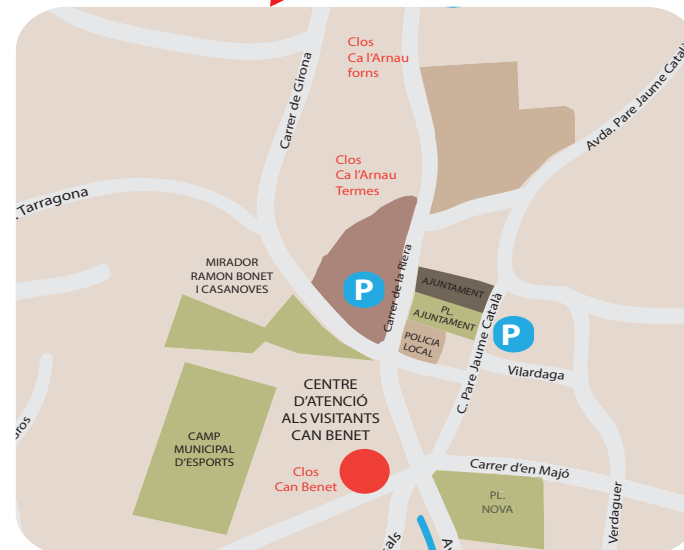 Clos
Ca l'Arnau
forns
Carrer de Girona
Avda. Pare Jaume Català
Clos
Ca l'Arnau
Termes
Tarragona
MIRADOR
RAMON BONET
I CASANOVES
P
Carrer de la Riera
AJUNTAMENT
PL.
AJUNTAMENT
POLICIA
LOCAL
C. Pare Jaume Català
P
Vilardaga
CENTRE
D'ATENCIÓ
ALS VISITANTS
CAN BENET
CAMP
MUNICIPAL
D'ESPORTS
Clos
Can Benet
Carrer d'en Majó
PL.
NOVA
Verdaguer